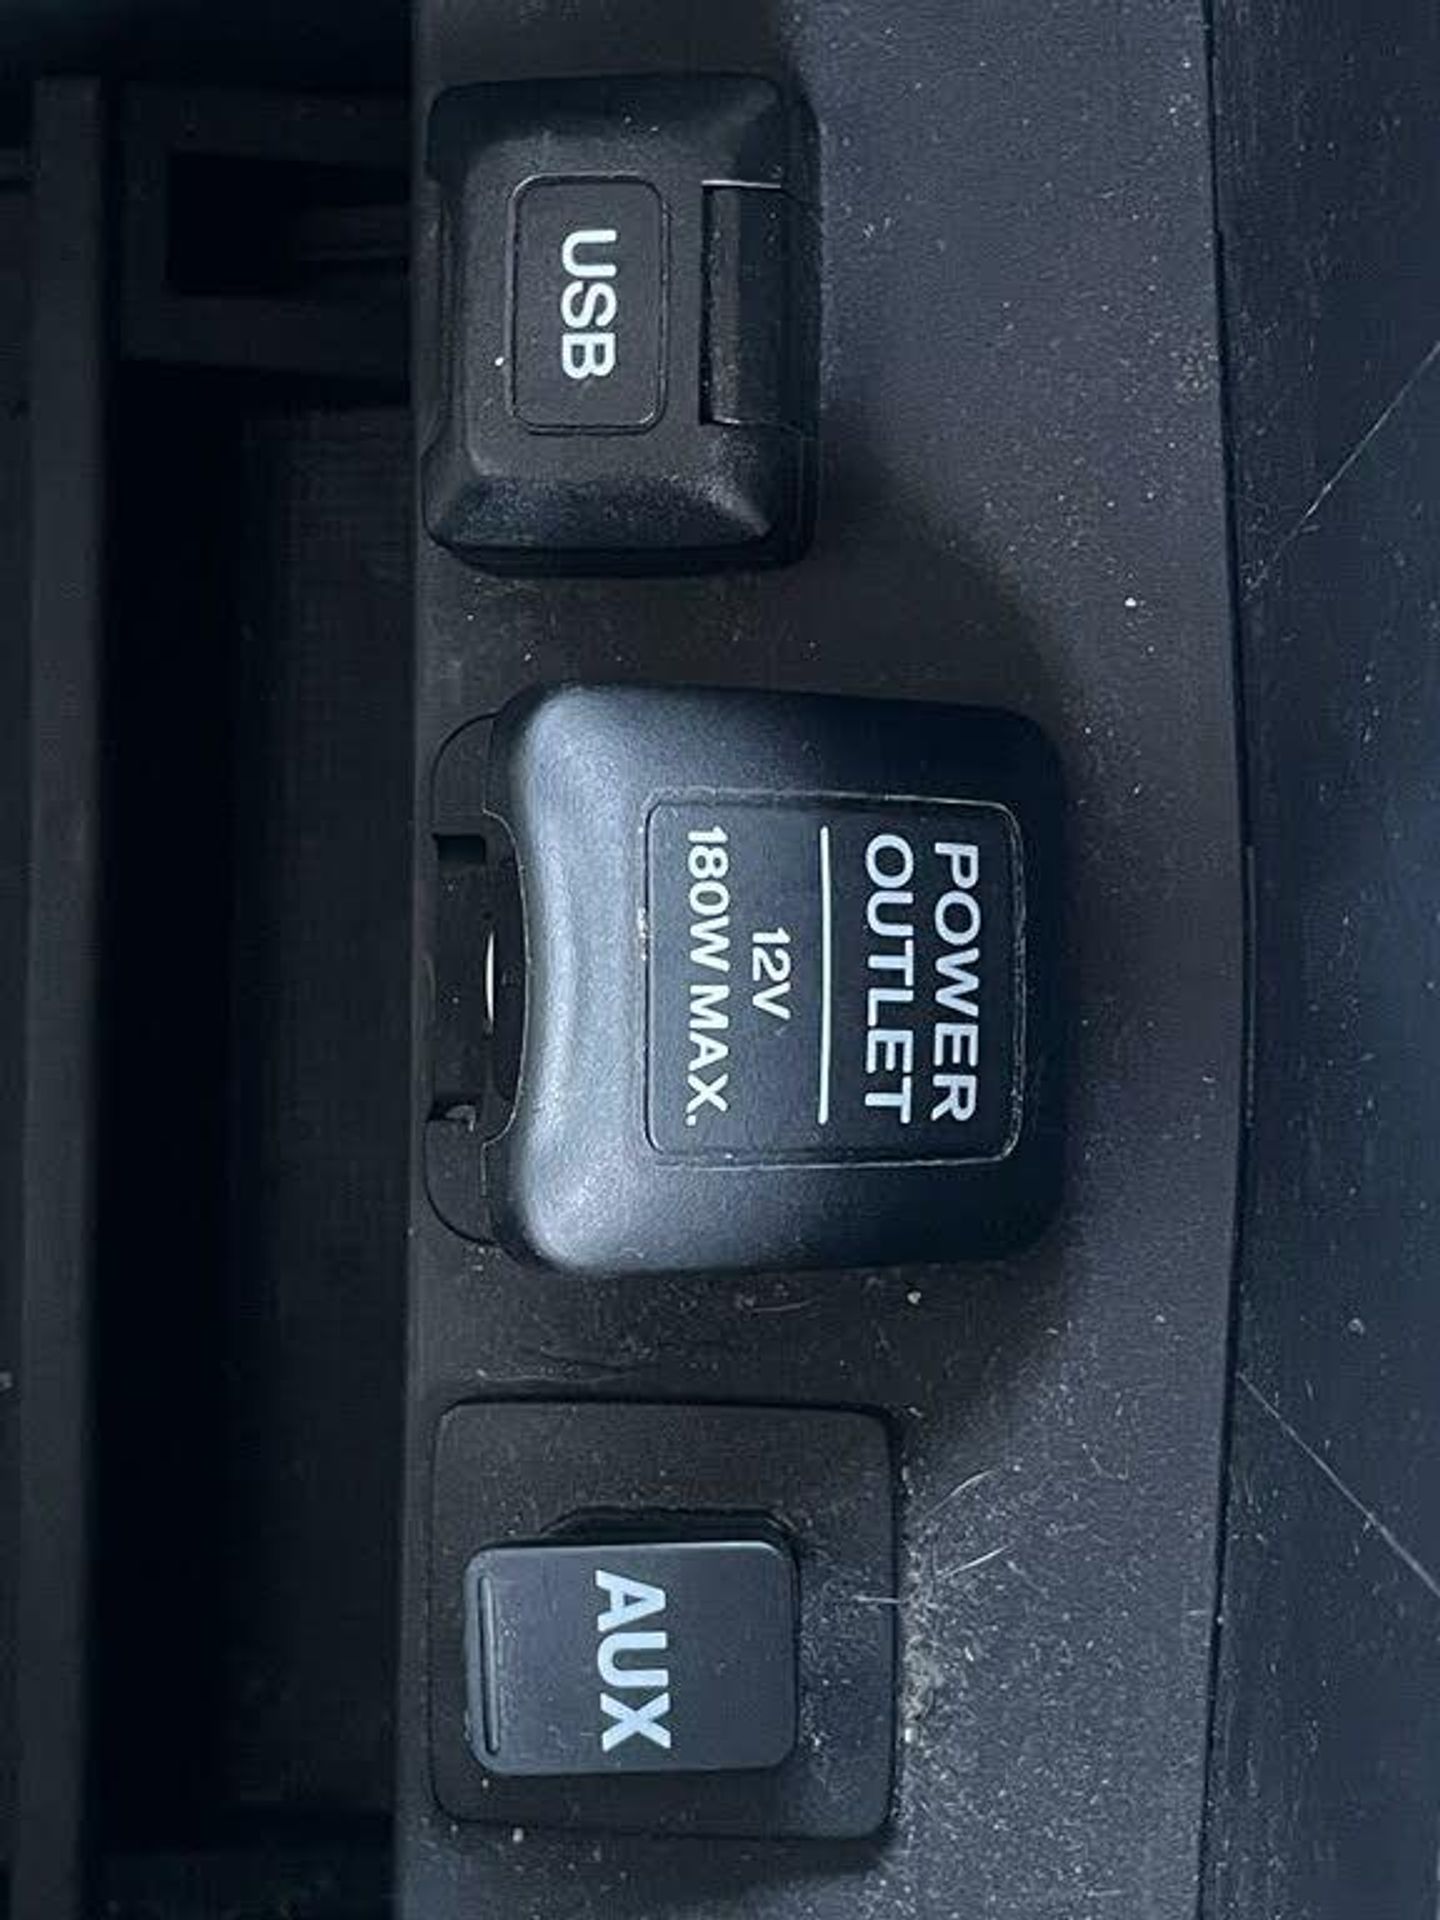 USB
POWER
OUTLET
12V
180W MAX.
AUX